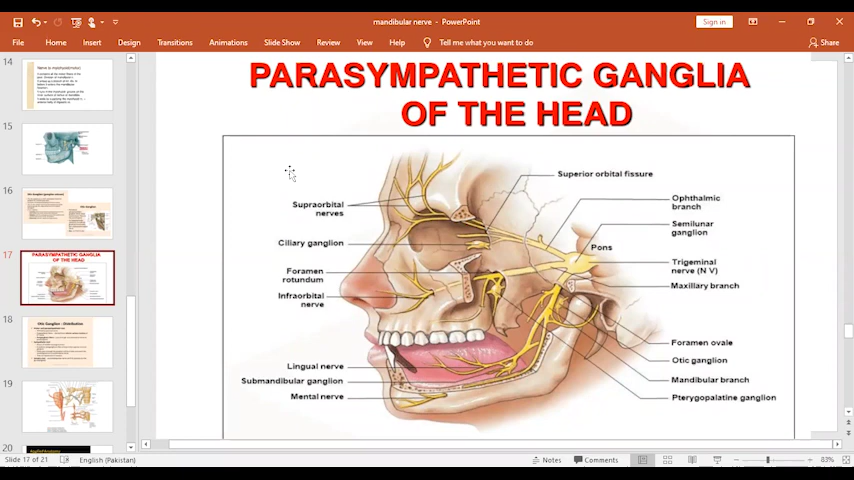 mandibular nerve - PowerPoint
Sign in
File Home Insert Design Transitions Animations Slide Show Review View Help Tell me what you want to do Share
14
15
16
17
PARASYMPATHETIC GANGLIA
OF THE HEAD
18
Otic Ganglion - Distribution
19
20
PARASYMPATHETIC GANGLIA
OF THE HEAD
Superior orbital fissure
Supraorbital
nerves
Ophthalmic
branch
Semilunar
ganglion
Ciliary ganglion
Pons
Foramen
rotundum
Trigeminal
nerve (N V)
Maxillary branch
Infraorbital
nerve
Foramen ovale
Otic ganglion
Lingual nerve
Submandibular ganglion
Mandibular branch
Mental nerve
Pterygopalatine ganglion
Slide 17 of 21 English (Pakistan) Notes Comments 83%